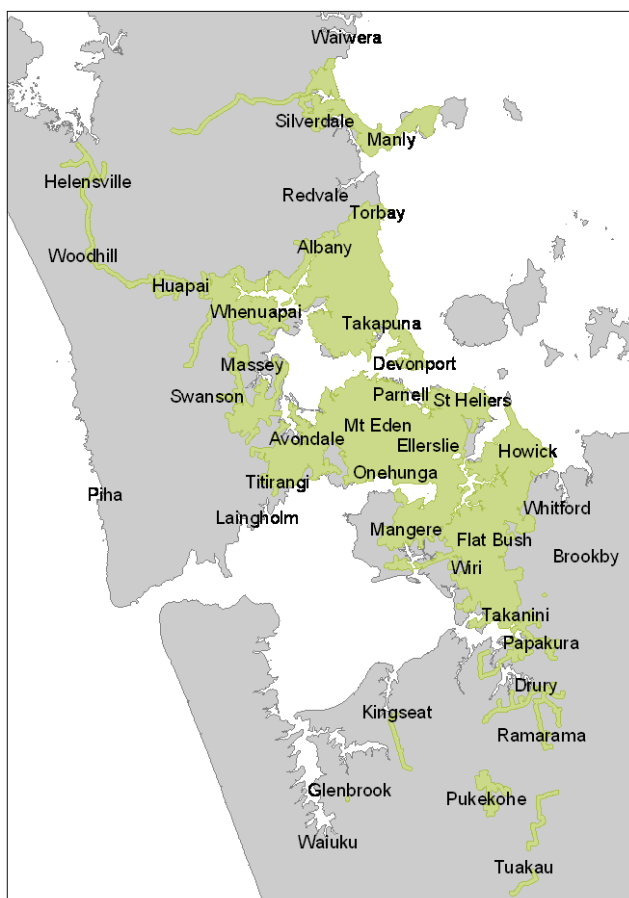 Waiwera
Silverdale
Manly
Helensville
Redvale
Torbay
Woodhill
Albany
Huapai
Whenuapai
Takapuna
Massey
Devonport
Swanson
Parnell
St Heliers
Mt Eden
Avondale
Ellerslie
Howick
Titirangi
Onehunga
Piha
Whitford
Laingholm
Mangere
Flat Bush
Brookby
Wiri
Takanini
Papakura
Drury
Kingseat
Ramarama
Glenbrook
Pukekohe
Waiuku
Tuakau